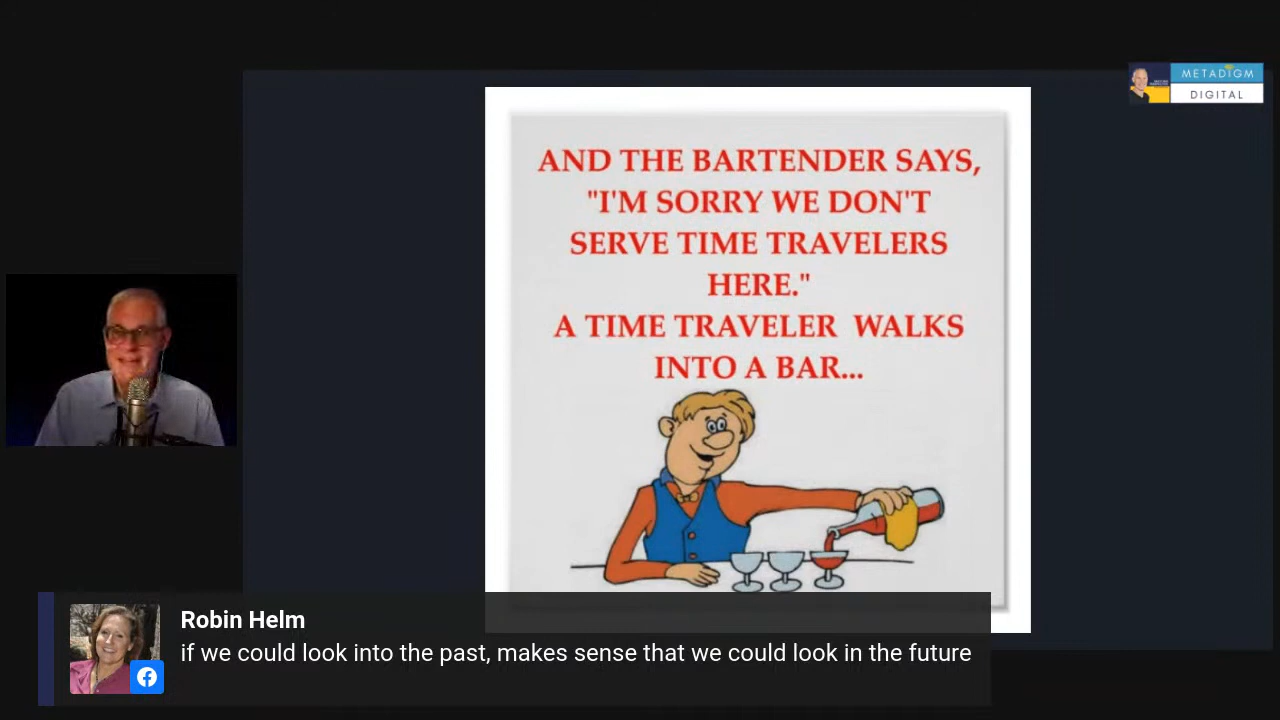 METADIGM
DIGITAL
AND THE BARTENDER SAYS,
"I'M SORRY WE DON'T
SERVE TIME TRAVELERS
HERE."
A TIME TRAVELER WALKS
INTO A BAR...
Robin Helm
if we could look into the past, makes sense that we could look in the future